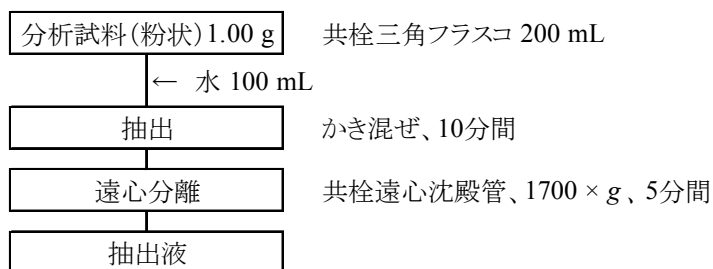 分析試料(粉状)1.00 g 共栓三角フラスコ 200 mL
← 水 100 mL
抽出 かき混ぜ、10分間
遠心分離 共栓遠心沈殿管、1700 × g 、5分間
抽出液